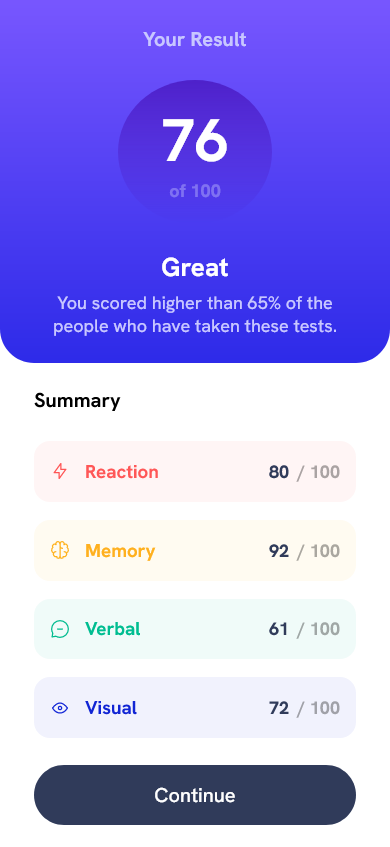 Your Result
76
of 100
Great
You scored higher than 65% of the
people who have taken these tests.
Summary
Reaction 80 / 100
Memory 92 / 100
Verbal 61 / 100
Visual 72 / 100
Continue